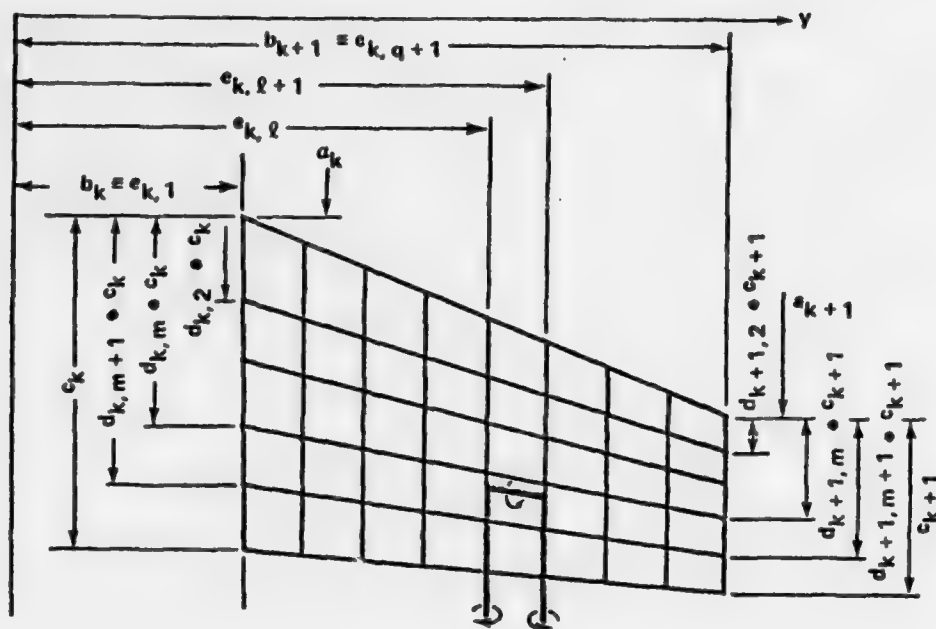 y
b_{k+1} ≡ e_{k,q+1}
e_{k,ℓ+1}
e_{k,ℓ}
a_k
b_k ≡ e_{k,1}
c_k
d_{k,m+1} • c_k
d_{k,m} • c_k
d_{k,2} • c_k
d_{k+1,2} • c_{k+1}
a_{k+1}
d_{k+1,m} • c_{k+1}
d_{k+1,m+1} • c_{k+1}
c_{k+1}